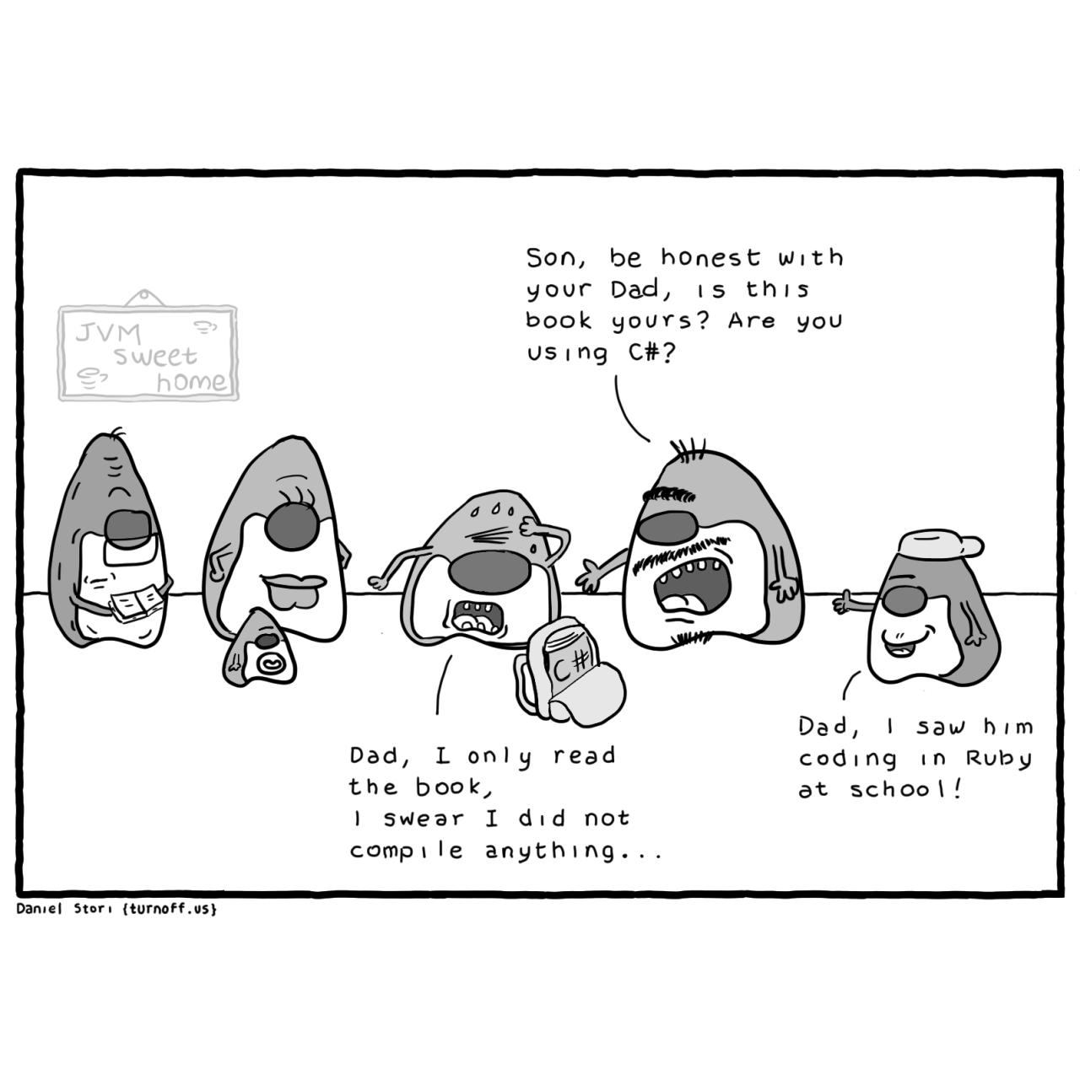 Son, be honest with
your Dad, is this
book yours? Are you
using C#?
JVM
sweet
home
C#
Dad, I only read
the book,
I swear I did not
compile anything...
Dad, I saw him
coding in Ruby
at school!
Daniel Stori {turnoff.us}